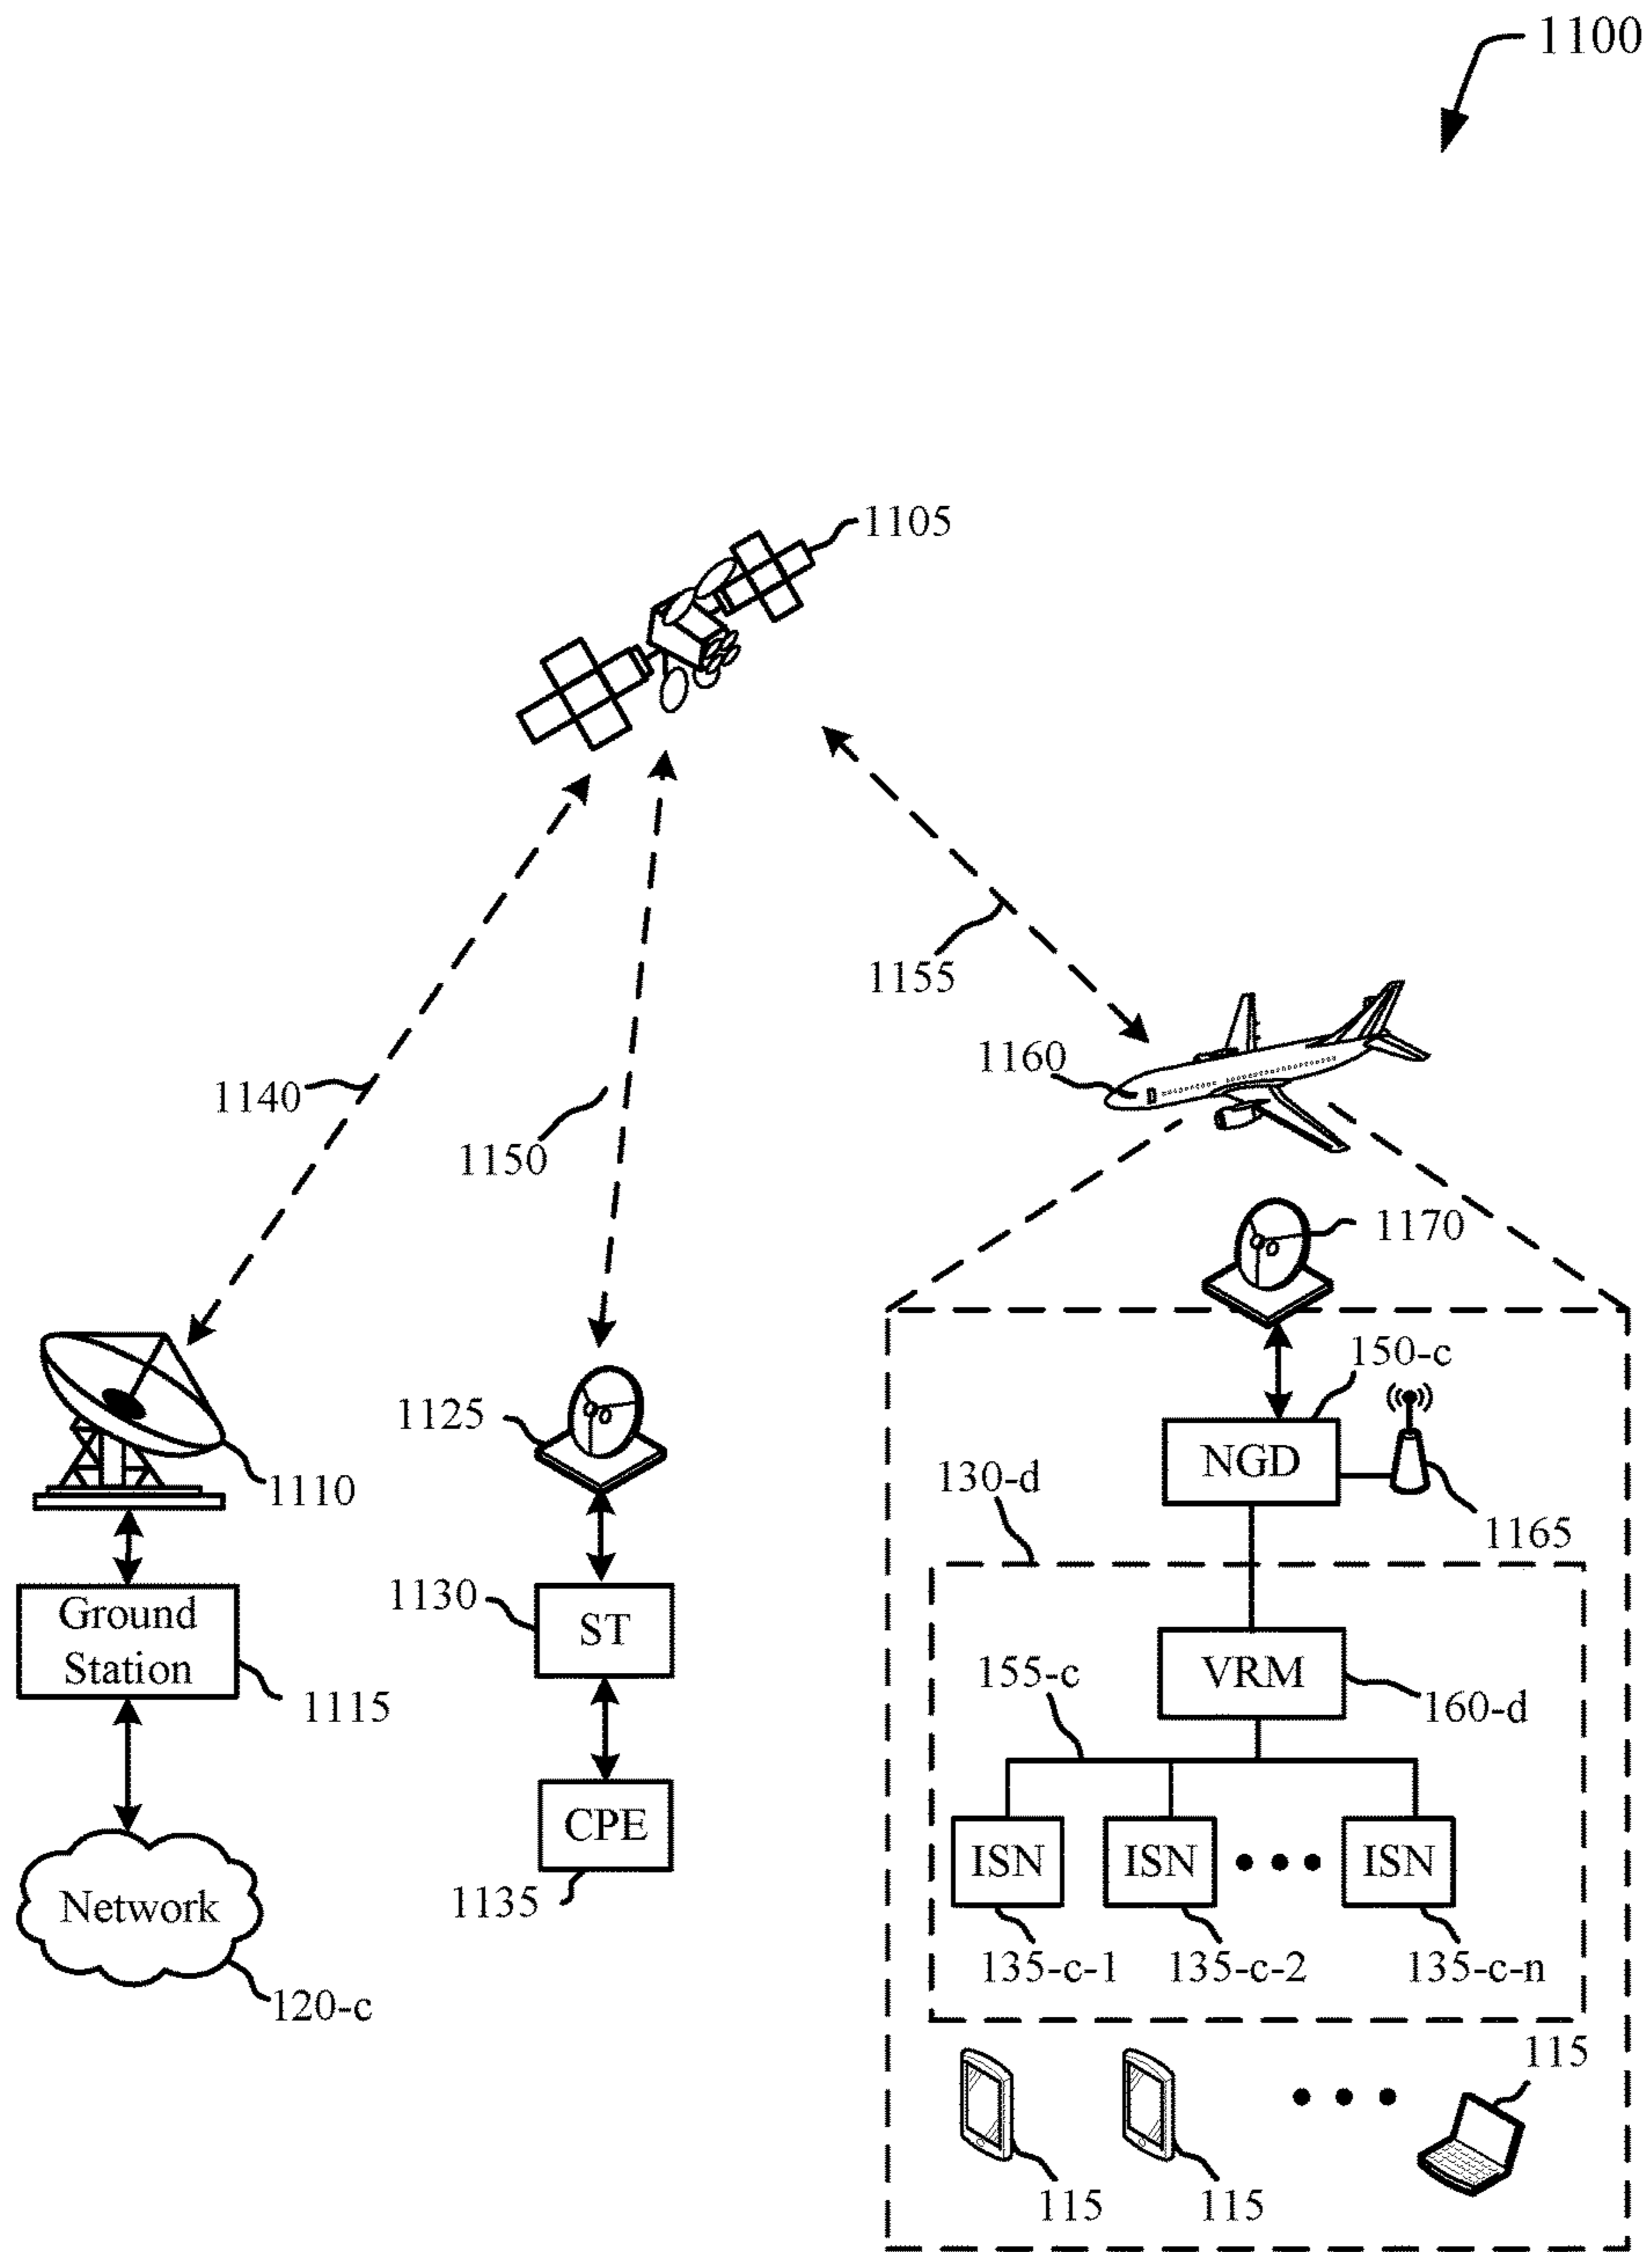 1100
1105
1155
1160
1140
1150
1170
150-c
1125
NGD
130-d
1110
1165
1130
Ground
Station
ST
VRM
155-c
1115
160-d
CPE
ISN
ISN
ISN
1135
Network
135-c-1
135-c-2
135-c-n
120-c
115
115
115